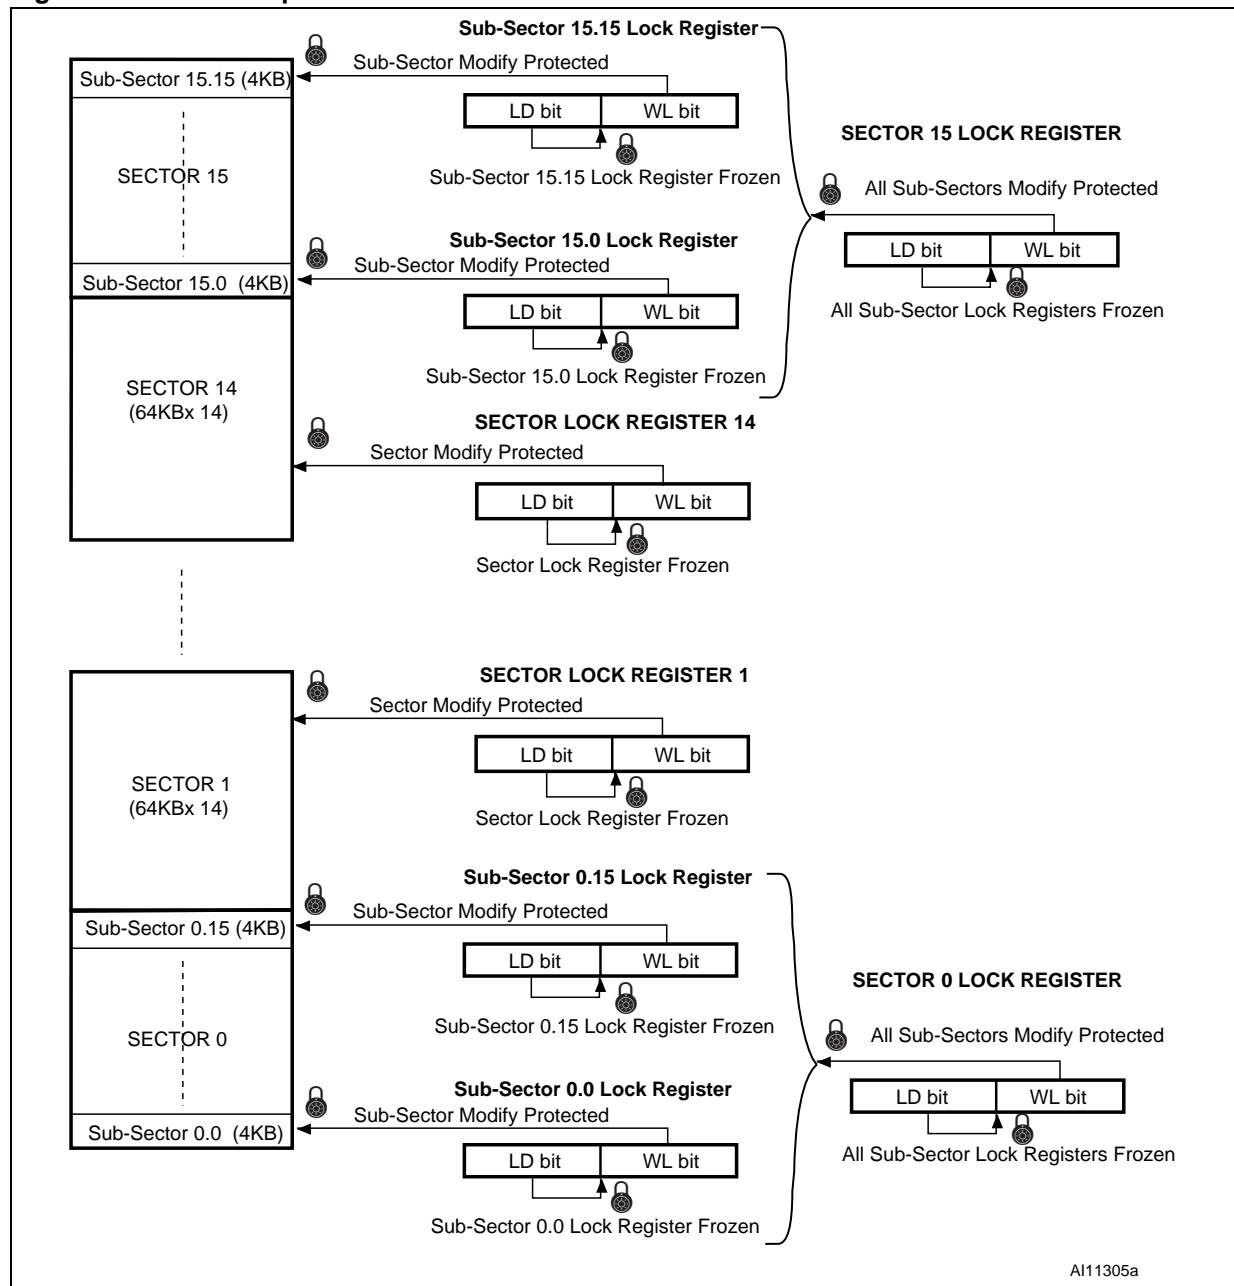 Sub-Sector 15.15 Lock Register
Sub-Sector Modify Protected
Sub-Sector 15.15 (4KB)
LD bit WL bit
SECTOR 15 LOCK REGISTER
SECTOR 15
Sub-Sector 15.15 Lock Register Frozen
All Sub-Sectors Modify Protected
Sub-Sector 15.0 Lock Register
LD bit WL bit
Sub-Sector Modify Protected
Sub-Sector 15.0 (4KB)
LD bit WL bit
All Sub-Sector Lock Registers Frozen
Sub-Sector 15.0 Lock Register Frozen
SECTOR 14
(64KBx 14)
SECTOR LOCK REGISTER 14
Sector Modify Protected
LD bit WL bit
Sector Lock Register Frozen
SECTOR LOCK REGISTER 1
Sector Modify Protected
LD bit WL bit
SECTOR 1
(64KBx 14)
Sector Lock Register Frozen
Sub-Sector 0.15 Lock Register
Sub-Sector Modify Protected
Sub-Sector 0.15 (4KB)
LD bit WL bit
SECTOR 0 LOCK REGISTER
Sub-Sector 0.15 Lock Register Frozen
SECTOR 0
All Sub-Sectors Modify Protected
Sub-Sector 0.0 Lock Register
LD bit WL bit
Sub-Sector Modify Protected
Sub-Sector 0.0 (4KB)
LD bit WL bit
All Sub-Sector Lock Registers Frozen
Sub-Sector 0.0 Lock Register Frozen
AI11305a